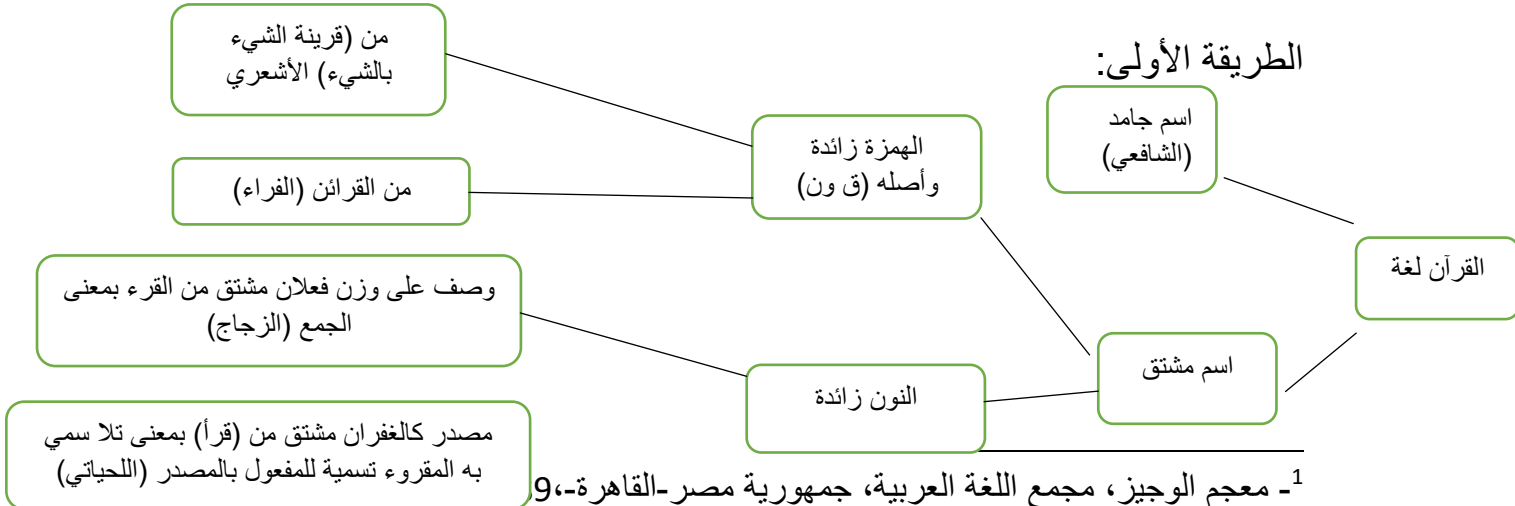 الطريقة الأولى:
القرآن لغة
اسم جامد
(الشافعي)
اسم مشتق
الهمزة زائدة
وأصله (ق ون)
من (قرينة الشيء
بالشيء) الأشعري
من القرائن (الفراء)
النون زائدة
وصف على وزن فعلان مشتق من القرء بمعنى
الجمع (الزجاج)
مصدر كالغفران مشتق من (قرأ) بمعنى تلا سمي
به المقروء تسمية للمفعول بالمصدر (اللحياتي)
1- معجم الوجيز، مجمع اللغة العربية، جمهورية مصر-القاهرة-،